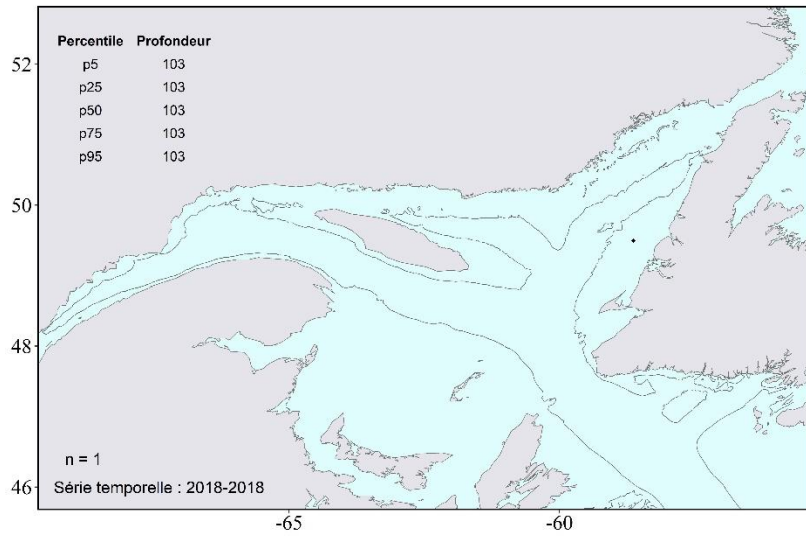 Percentile Profondeur
p5 103
p25 103
p50 103
p75 103
p95 103
52
50
48
46
n = 1
Série temporelle : 2018-2018
-65 -60